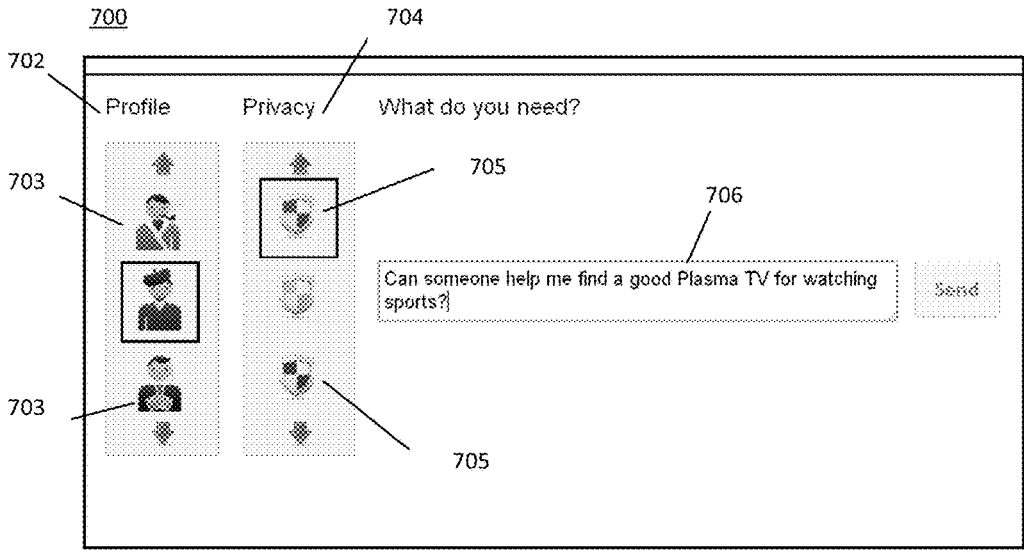 700
704
702
Profile
Privacy
What do you need?
705
703
706
Can someone help me find a good Plasma TV for watching
sports?
Send
703
705